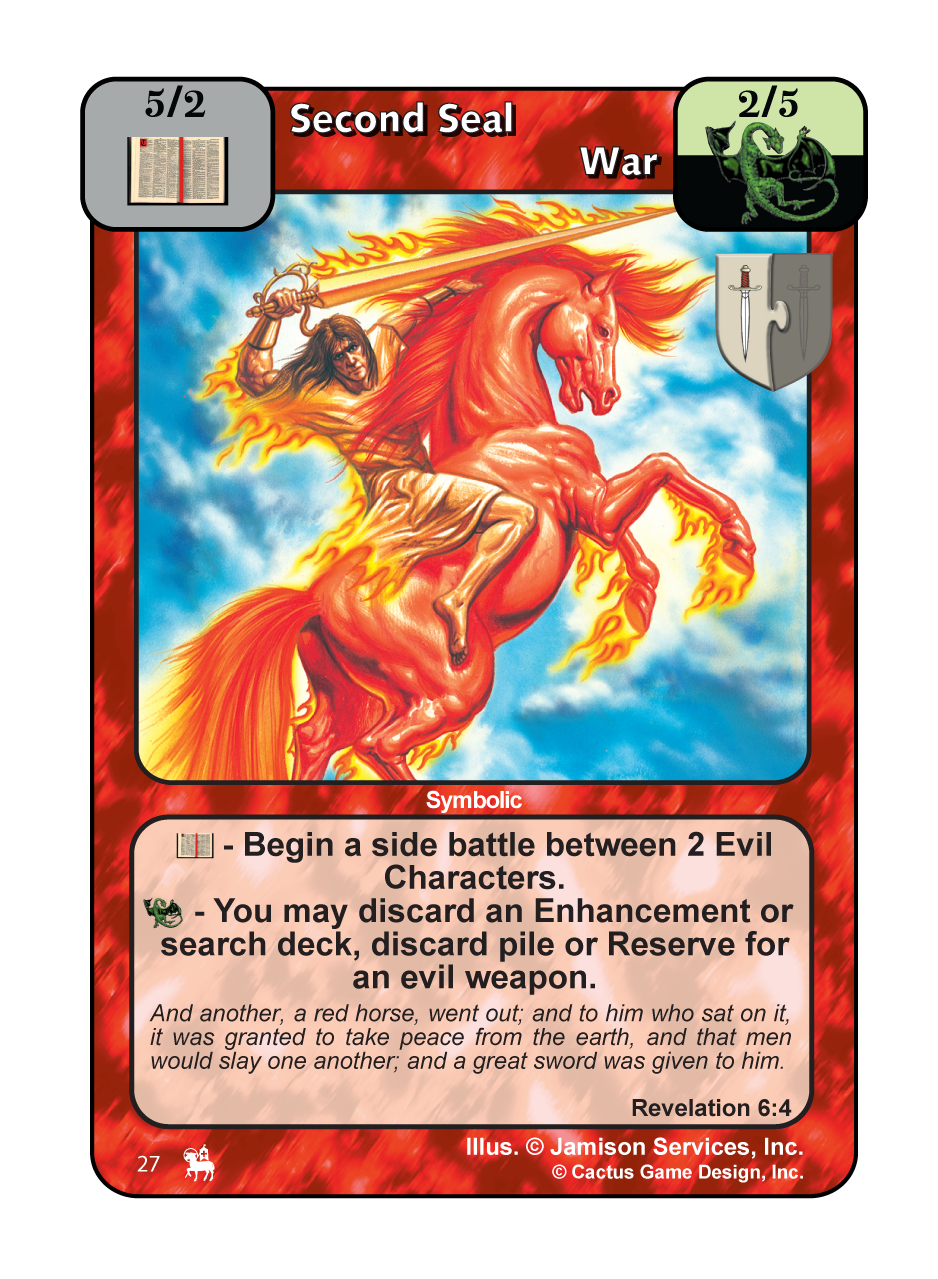 5/2
Second Seal
War
2/5
Symbolic
- Begin a side battle between 2 Evil
Characters.
- You may discard an Enhancement or
search deck, discard pile or Reserve for
an evil weapon.
And another, a red horse, went out; and to him who sat on it,
it was granted to take peace from the earth, and that men
would slay one another; and a great sword was given to him.
Revelation 6:4
27
Illus. © Jamison Services, Inc.
© Cactus Game Design, Inc.